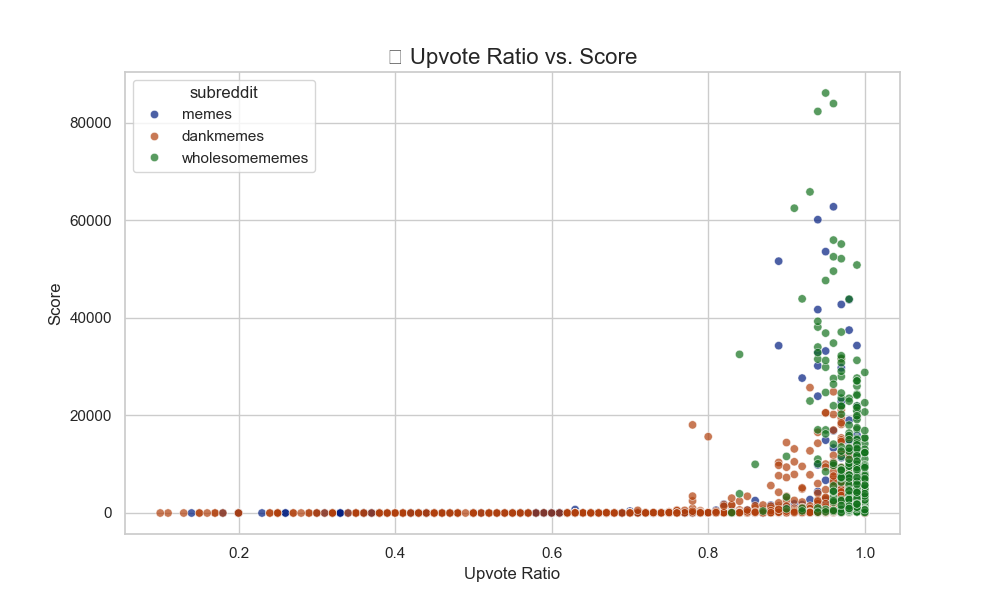 Upvote Ratio vs. Score
subreddit
memes
dankmemes
wholesomememes
Score
80000
60000
40000
20000
0
0.2
0.4
0.6
0.8
1.0
Upvote Ratio